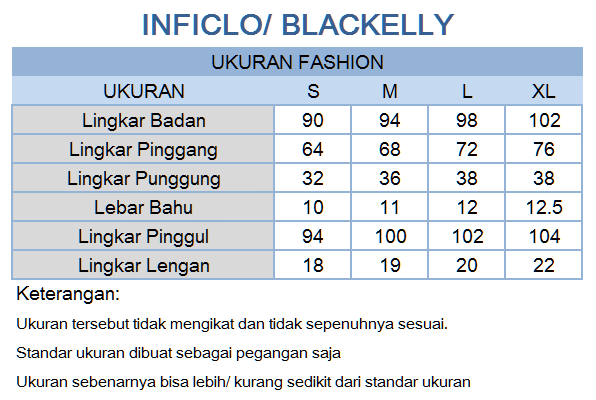 INFICLO/ BLACKELLY
UKURAN FASHION
UKURAN S M L XL
Lingkar Badan 90 94 98 102
Lingkar Pinggang 64 68 72 76
Lingkar Punggung 32 36 38 38
Lebar Bahu 10 11 12 12.5
Lingkar Pinggul 94 100 102 104
Lingkar Lengan 18 19 20 22
Keterangan:
Ukuran tersebut tidak mengikat dan tidak sepenuhnya sesuai.
Standar ukuran dibuat sebagai pegangan saja
Ukuran sebenarnya bisa lebih/ kurang sedikit dari standar ukuran